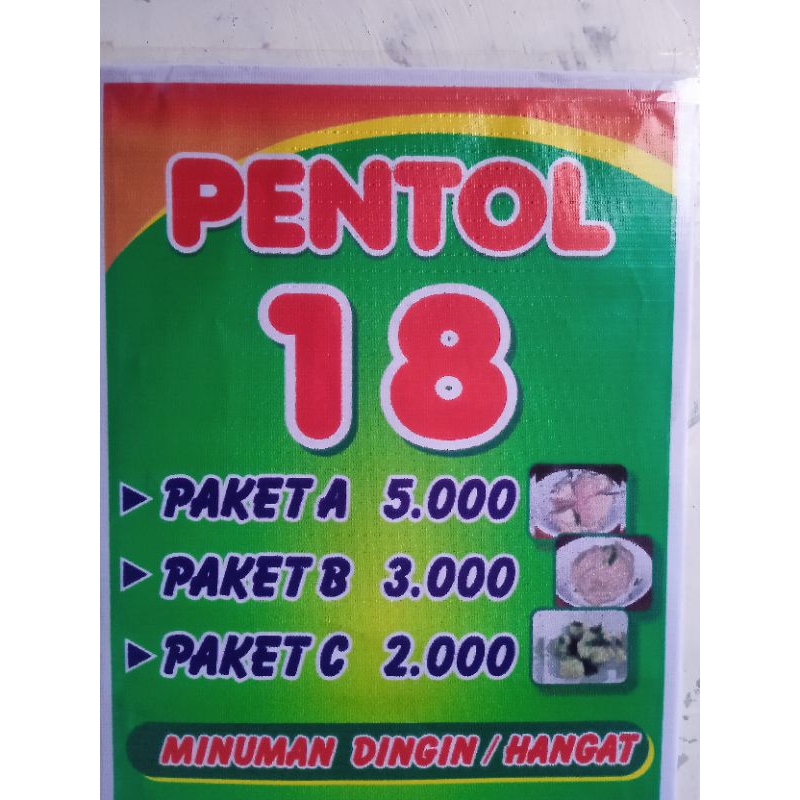 PENTOL
18
PAKET A 5.000
PAKET B 3.000
PAKET C 2.000
MINUMAN DINGIN / HANGAT